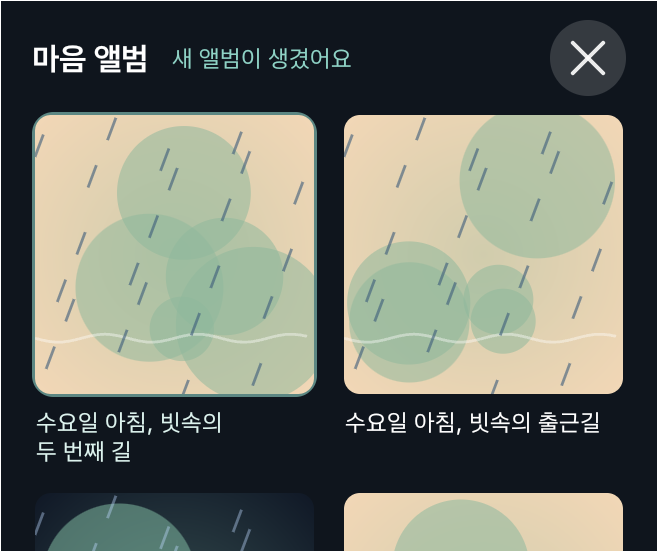 마음 앨범 새 앨범이 생겼어요
수요일 아침, 빗속의
두 번째 길
수요일 아침, 빗속의 출근길